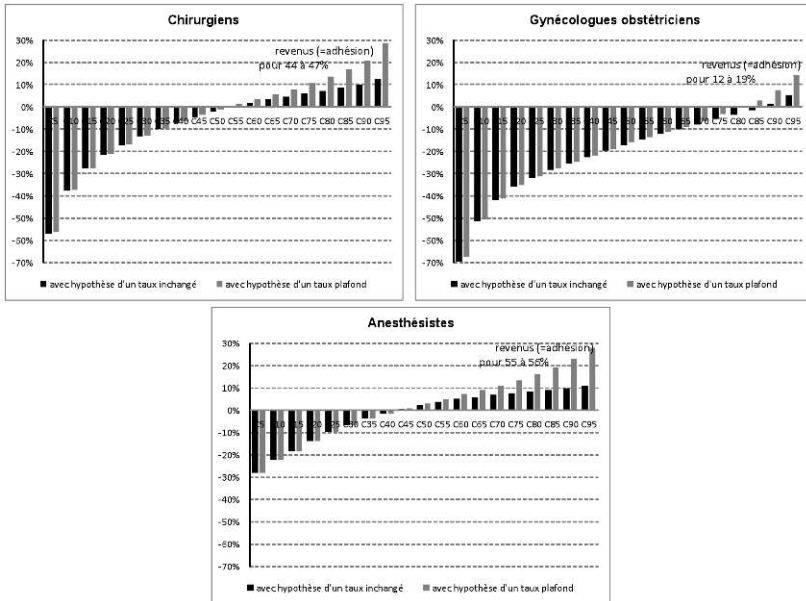 Chirurgiens
30%
20%
10%
0%
-10%
-20%
-30%
-40%
-50%
-60%
-70%
revenus (=adhésion)
pour 44 à 47%
C5 C10 C15 C20 C25 C30 C35 C40 C45 C50 C55 C60 C65 C70 C75 C80 C85 C90 C95
avec hypothèse d'un taux inchangé avec hypothèse d'un taux plafond
Gynécologues obstétriciens
30%
20%
10%
0%
-10%
-20%
-30%
-40%
-50%
-60%
-70%
revenus (=adhésion)
pour 12 à 19%
C5 C10 C15 C20 C25 C30 C35 C40 C45 C50 C55 C60 C65 C70 C75 C80 C85 C90 C95
avec hypothèse d'un taux inchangé avec hypothèse d'un taux plafond
Anesthésistes
30%
20%
10%
0%
-10%
-20%
-30%
-40%
-50%
-60%
-70%
revenus (=adhésion)
pour 55 à 56%
C5 C10 C15 C20 C25 C30 C35 C40 C45 C50 C55 C60 C65 C70 C75 C80 C85 C90 C95
avec hypothèse d'un taux inchangé avec hypothèse d'un taux plafond